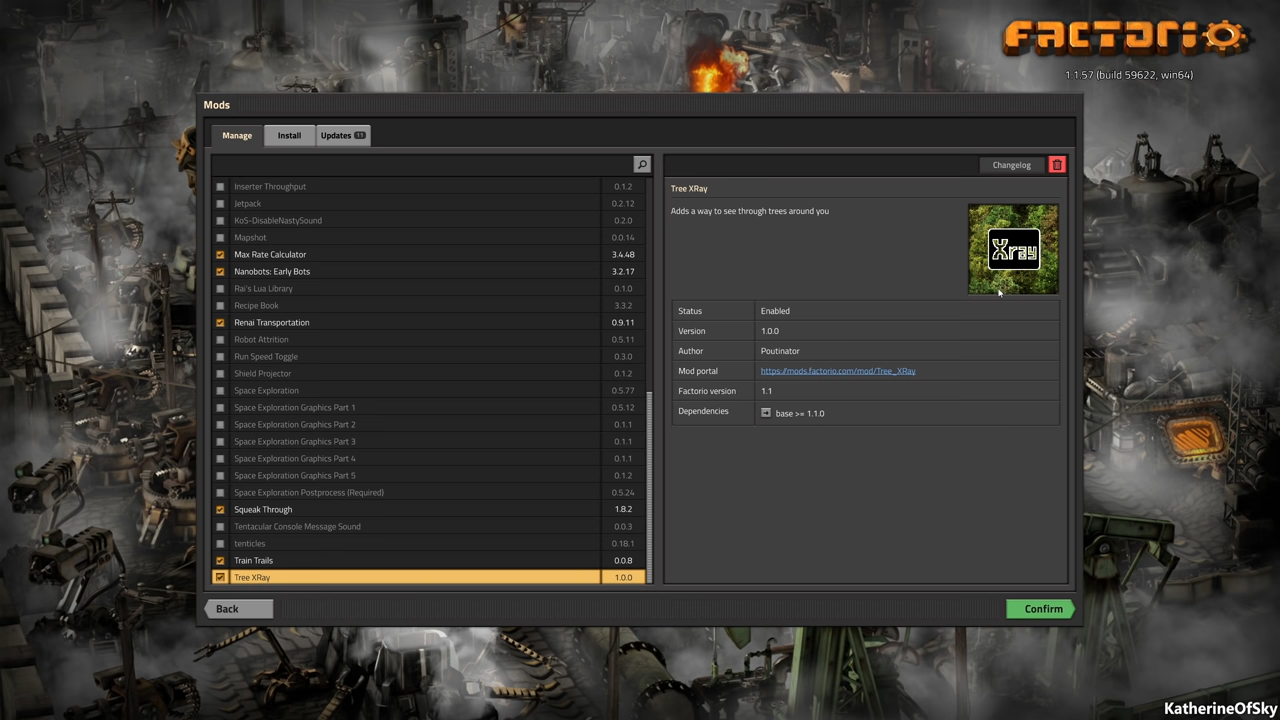 FACTORIO
1.1.57 (build 59622, win64)
Mods
Manage Install Updates 11
Changelog
Inserter Throughput 0.1.2
Jetpack 0.2.12
KoS-DisableNastySound 0.2.0
Mapshot 0.0.14
Max Rate Calculator 3.4.48
Nanobots: Early Bots 3.2.17
Rai's Lua Library 0.1.0
Recipe Book 3.3.2
Renai Transportation 0.9.11
Robot Attrition 0.5.11
Run Speed Toggle 0.3.0
Shield Projector 0.1.2
Space Exploration 0.5.77
Space Exploration Graphics Part 1 0.5.12
Space Exploration Graphics Part 2 0.1.1
Space Exploration Graphics Part 3 0.1.1
Space Exploration Graphics Part 4 0.1.1
Space Exploration Graphics Part 5 0.1.2
Space Exploration Postprocess (Required) 0.5.24
Squeak Through 1.8.2
Tentacular Console Message Sound 0.0.3
tenticles 0.18.1
Train Trails 0.0.8
Tree XRay 1.0.0
Tree XRay
Adds a way to see through trees around you
Xray
Status Enabled
Version 1.0.0
Author Poutinator
Mod portal https://mods.factorio.com/mod/Tree_XRay
Factorio version 1.1
Dependencies base >= 1.1.0
Back
Confirm
KatherineOfSky